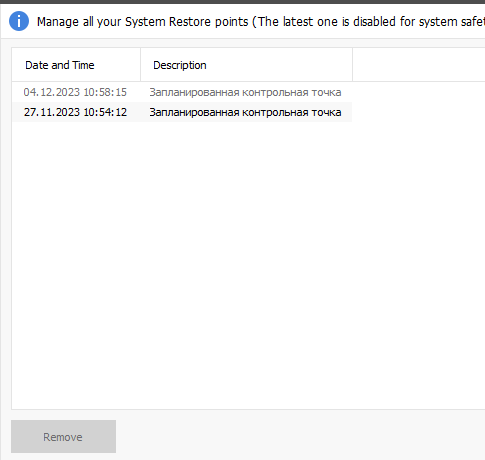 Manage all your System Restore points (The latest one is disabled for system safet
Date and Time Description
04.12.2023 10:58:15 Запланированная контрольная точка
27.11.2023 10:54:12 Запланированная контрольная точка
Remove